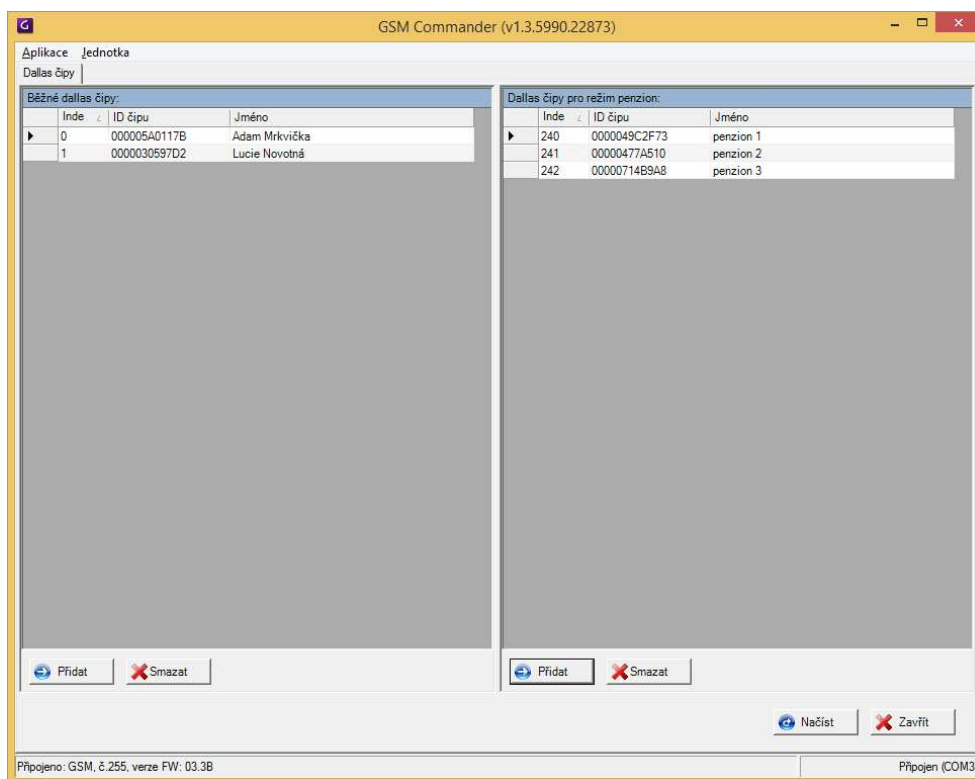 GSM Commander (v1.3.5990.22873)
Aplikace Jednotka
Dallas čipy
Běžné dallas čipy:
Inde ID čipu Jméno
0 000005A0117B Adam Mrkvička
1 0000030597D2 Lucie Novotná
Přidat Smazat
Dallas čipy pro režim penzion:
Inde ID čipu Jméno
240 0000049C2F73 penzion 1
241 00000477A510 penzion 2
242 00000714B9A8 penzion 3
Přidat Smazat
Načíst Zavřít
Připojeno: GSM, č.255, verze FW: 03.3B
Připojen (COM3